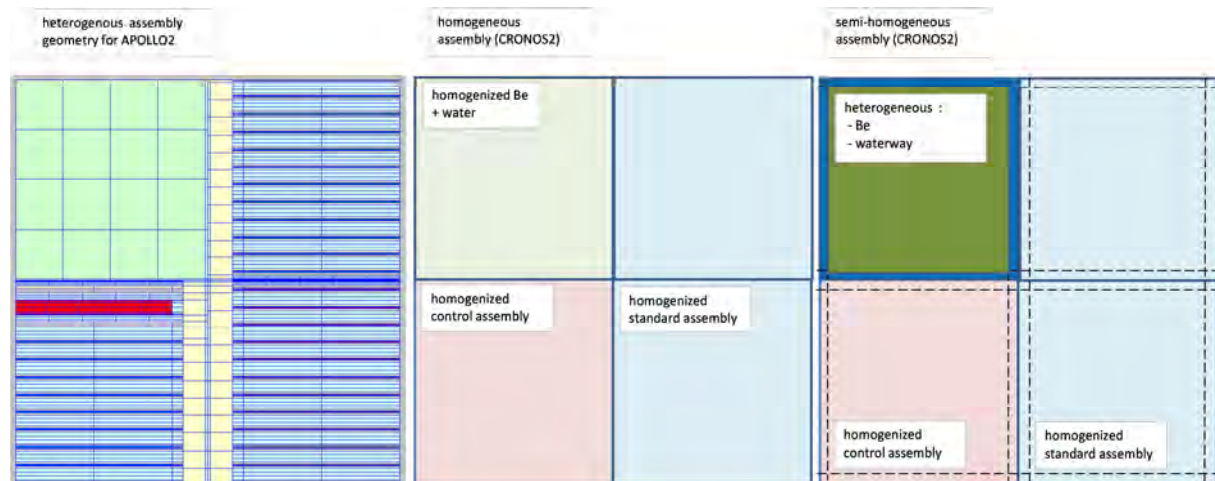 heterogenous assembly
geometry for APOLLO2
homogeneous
assembly (CRONOS2)
semi-homogeneous
assembly (CRONOS2)
homogenized Be
+ water
heterogeneous :
- Be
- waterway
homogenized
control assembly
homogenized
standard assembly
homogenized
control assembly
homogenized
standard assembly